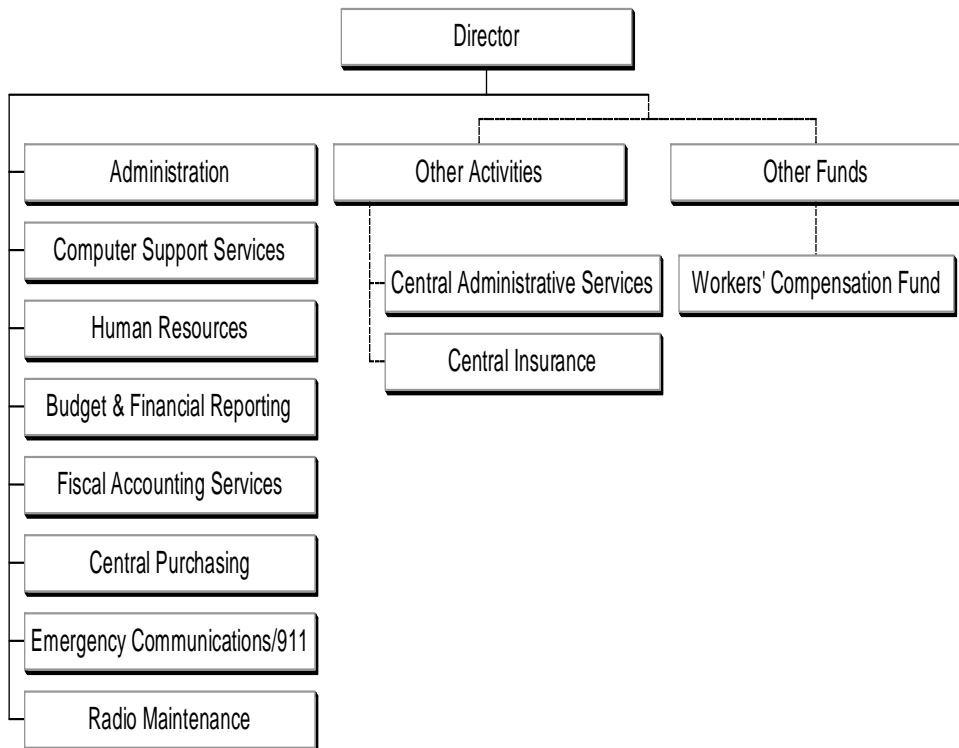 Director
Administration
Computer Support Services
Human Resources
Budget & Financial Reporting
Fiscal Accounting Services
Central Purchasing
Emergency Communications/911
Radio Maintenance
Other Activities
Central Administrative Services
Central Insurance
Other Funds
Workers' Compensation Fund